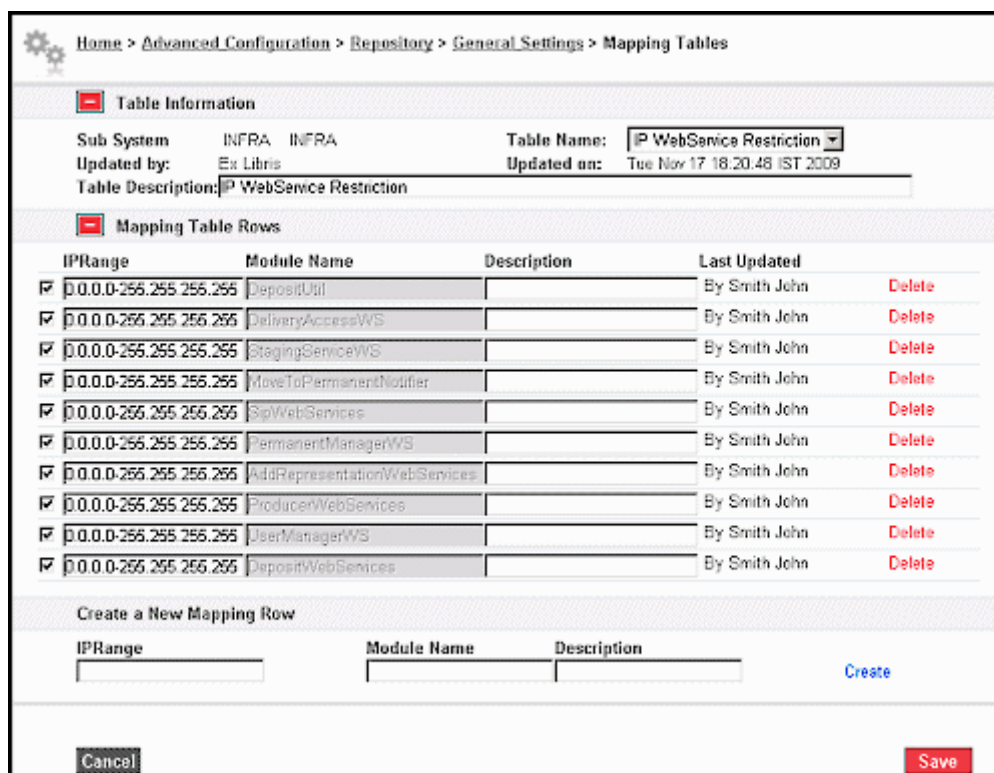 Home > Advanced Configuration > Repository > General Settings > Mapping Tables
Table Information
Sub System INFRA INFRA Table Name: IP WebService Restriction
Updated by: Ex Libris Updated on: Tue Nov 17 18:20:48 IST 2009
Table Description: IP WebService Restriction
Mapping Table Rows
IPRange Module Name Description Last Updated
0.0.0.0-255.255.255.255 DepositUtil By Smith John Delete
0.0.0.0-255.255.255.255 DeliveryAccessWS By Smith John Delete
0.0.0.0-255.255.255.255 StagingServiceWS By Smith John Delete
0.0.0.0-255.255.255.255 MoveToPermanentNotifier By Smith John Delete
0.0.0.0-255.255.255.255 SipWebServices By Smith John Delete
0.0.0.0-255.255.255.255 PermanentManagerWS By Smith John Delete
0.0.0.0-255.255.255.255 AddRepresentationWebServices By Smith John Delete
0.0.0.0-255.255.255.255 ProducerWebServices By Smith John Delete
0.0.0.0-255.255.255.255 UserManagerWS By Smith John Delete
0.0.0.0-255.255.255.255 DepositWebServices By Smith John Delete
Create a New Mapping Row
IPRange Module Name Description
Create
Cancel Save